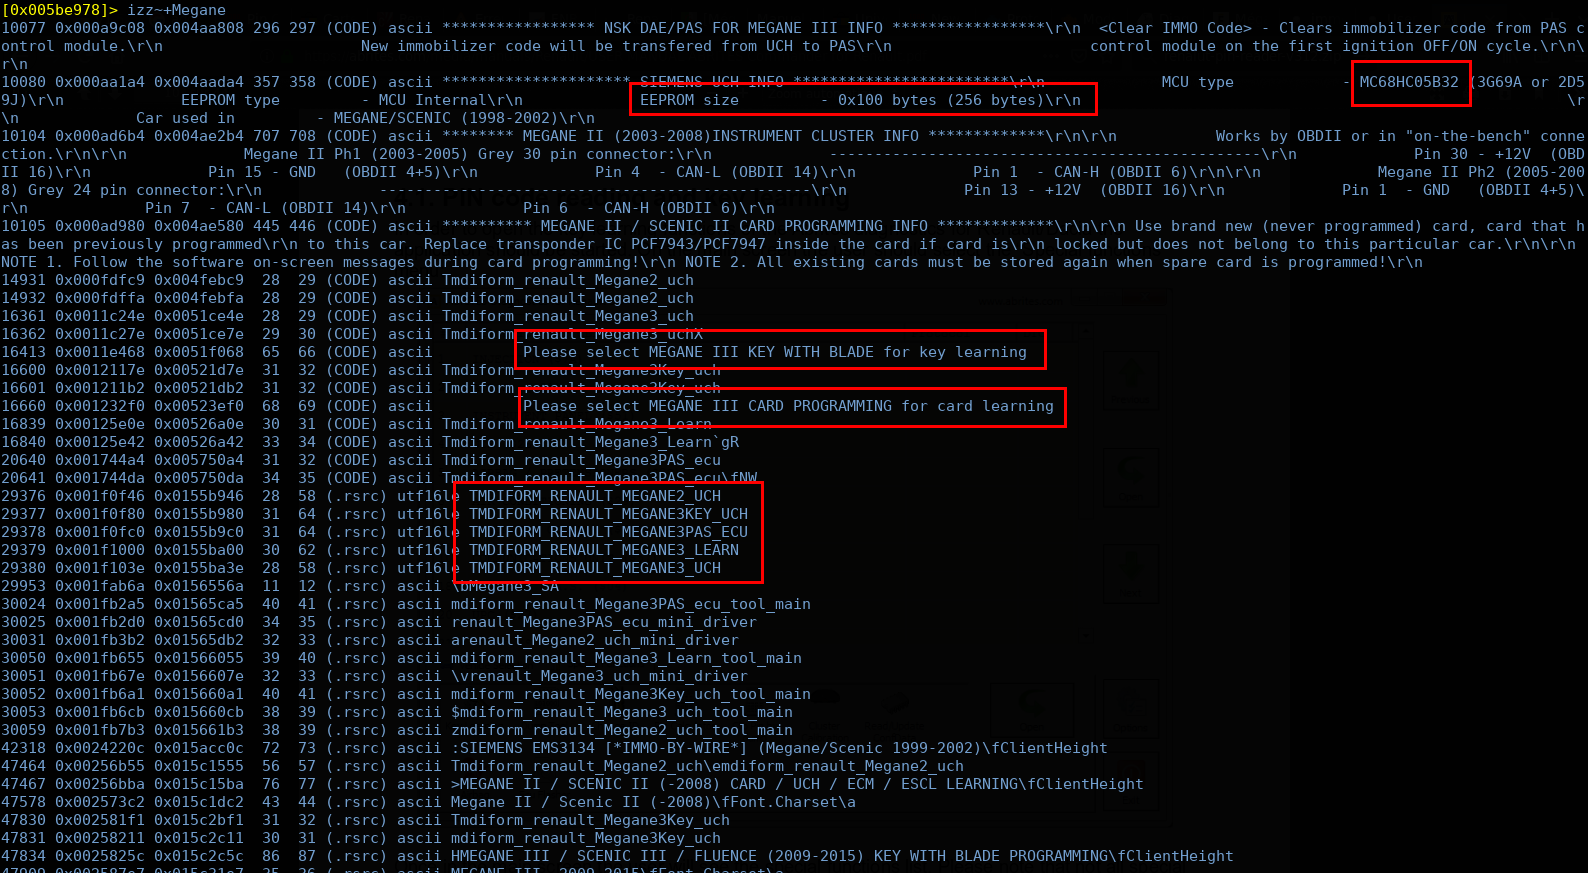 [0x005be978]> izz~+Megane
10077 0x000a9c08 0x004aa808 296 297 (CODE) ascii ***************** NSK DAE/PAS FOR MEGANE III INFO *****************\r\n  <Clear IMMO Code> - Clears immobilizer code from PAS c
ontrol module.\r\n                      New immobilizer code will be transfered from UCH to PAS\r\n                      control module on the first ignition OFF/ON cycle.\r\n\
r\n
10080 0x000aa1a4 0x004aada4 357 358 (CODE) ascii ********************* SIEMENS UCH INFO ************************\r\n             MCU type            - MC68HC05B32 (3G69A or 2D5
9J)\r\n             EEPROM type         - MCU Internal\r\n             EEPROM size         - 0x100 bytes (256 bytes)\r\n                                                      \r
\n             Car used in         - MEGANE/SCENIC (1998-2002)\r\n
10104 0x000ad6b4 0x004ae2b4 707 708 (CODE) ascii ******** MEGANE II (2003-2008)INSTRUMENT CLUSTER INFO *************\r\n\r\n           Works by OBDII or in "on-the-bench" conne
ction.\r\n\r\n             Megane II Ph1 (2003-2005) Grey 30 pin connector:\r\n             -----------------------------------------------\r\n             Pin 30 - +12V  (OBD
II 16)\r\n             Pin 15 - GND   (OBDII 4+5)\r\n             Pin 4  - CAN-L (OBDII 14)\r\n             Pin 1  - CAN-H (OBDII 6)\r\n\r\n             Megane II Ph2 (2005-200
8) Grey 24 pin connector:\r\n             -----------------------------------------------\r\n             Pin 13 - +12V  (OBDII 16)\r\n             Pin 1  - GND   (OBDII 4+5)\
r\n             Pin 7  - CAN-L (OBDII 14)\r\n             Pin 6  - CAN-H (OBDII 6)\r\n
10105 0x000ad980 0x004ae580 445 446 (CODE) ascii ********** MEGANE II / SCENIC II CARD PROGRAMMING INFO *************\r\n\r\n Use brand new (never programmed) card, card that h
as been previously programmed\r\n to this car. Replace transponder IC PCF7943/PCF7947 inside the card if card is\r\n locked but does not belong to this particular car.\r\n\r\n
NOTE 1. Follow the software on-screen messages during card programming!\r\n NOTE 2. All existing cards must be stored again when spare card is programmed!\r\n
14931 0x000fdfc9 0x004febc9  28  29 (CODE) ascii Tmdiform_renault_Megane2_uch
14932 0x000fdffa 0x004febfa  28  29 (CODE) ascii Tmdiform_renault_Megane2_uch
16361 0x0011c24e 0x0051ce4e  28  29 (CODE) ascii Tmdiform_renault_Megane3_uch
16362 0x0011c27e 0x0051ce7e  29  30 (CODE) ascii Tmdiform_renault_Megane3_uchX
16413 0x0011e468 0x0051f068  65  66 (CODE) ascii          Please select MEGANE III KEY WITH BLADE for key learning
16600 0x0012117e 0x00521d7e  31  32 (CODE) ascii Tmdiform_renault_Megane3Key_uch
16601 0x001211b2 0x00521db2  31  32 (CODE) ascii Tmdiform_renault_Megane3Key_uch
16660 0x001232f0 0x00523ef0  68  69 (CODE) ascii          Please select MEGANE III CARD PROGRAMMING for card learning
16839 0x00125e0e 0x00526a0e  30  31 (CODE) ascii Tmdiform_renault_Megane3_Learn
16840 0x00125e42 0x00526a42  33  34 (CODE) ascii Tmdiform_renault_Megane3_Learn`gR
20640 0x001744a4 0x005750a4  31  32 (CODE) ascii Tmdiform_renault_Megane3PAS_ecu
20641 0x001744da 0x005750da  34  35 (CODE) ascii Tmdiform_renault_Megane3PAS_ecu\fNW
29376 0x001f0f46 0x0155b946  28  58 (.rsrc) utf16le TMDIFORM_RENAULT_MEGANE2_UCH
29377 0x001f0f80 0x0155b980  31  64 (.rsrc) utf16le TMDIFORM_RENAULT_MEGANE3KEY_UCH
29378 0x001f0fc0 0x0155b9c0  31  64 (.rsrc) utf16le TMDIFORM_RENAULT_MEGANE3PAS_ECU
29379 0x001f1000 0x0155ba00  30  62 (.rsrc) utf16le TMDIFORM_RENAULT_MEGANE3_LEARN
29380 0x001f103e 0x0155ba3e  28  58 (.rsrc) utf16le TMDIFORM_RENAULT_MEGANE3_UCH
29953 0x001fab6a 0x0156556a  11  12 (.rsrc) ascii \bMegane3_SA
30024 0x001fb2a5 0x01565ca5  40  41 (.rsrc) ascii mdiform_renault_Megane3PAS_ecu_tool_main
30025 0x001fb2d0 0x01565cd0  34  35 (.rsrc) ascii renault_Megane3PAS_ecu_mini_driver
30031 0x001fb3b2 0x01565db2  32  33 (.rsrc) ascii arenault_Megane2_uch_mini_driver
30050 0x001fb655 0x01566055  39  40 (.rsrc) ascii mdiform_renault_Megane3_Learn_tool_main
30051 0x001fb67e 0x0156607e  32  33 (.rsrc) ascii \vrenault_Megane3_uch_mini_driver
30052 0x001fb6a1 0x015660a1  40  41 (.rsrc) ascii mdiform_renault_Megane3Key_uch_tool_main
30053 0x001fb6cb 0x015660cb  38  39 (.rsrc) ascii $mdiform_renault_Megane3_uch_tool_main
30059 0x001fb7b3 0x015661b3  38  39 (.rsrc) ascii zmdiform_renault_Megane2_uch_tool_main
42318 0x0024220c 0x015acc0c  72  73 (.rsrc) ascii :SIEMENS EMS3134 [*IMMO-BY-WIRE*] (Megane/Scenic 1999-2002)\fClientHeight
47464 0x00256b55 0x015c1555  56  57 (.rsrc) ascii Tmdiform_renault_Megane2_uch\emdiform_renault_Megane2_uch
47467 0x00256bba 0x015c15ba  76  77 (.rsrc) ascii >MEGANE II / SCENIC II (-2008) CARD / UCH / ECM / ESCL LEARNING\fClientHeight
47578 0x002573c2 0x015c1dc2  43  44 (.rsrc) ascii Megane II / Scenic II (-2008)\fFont.Charset\a
47830 0x002581f1 0x015c2bf1  31  32 (.rsrc) ascii Tmdiform_renault_Megane3Key_uch
47831 0x00258211 0x015c2c11  30  31 (.rsrc) ascii mdiform_renault_Megane3Key_uch
47834 0x0025825c 0x015c2c5c  86  87 (.rsrc) ascii HMEGANE III / SCENIC III / FLUENCE (2009-2015) KEY WITH BLADE PROGRAMMING\fClientHeight